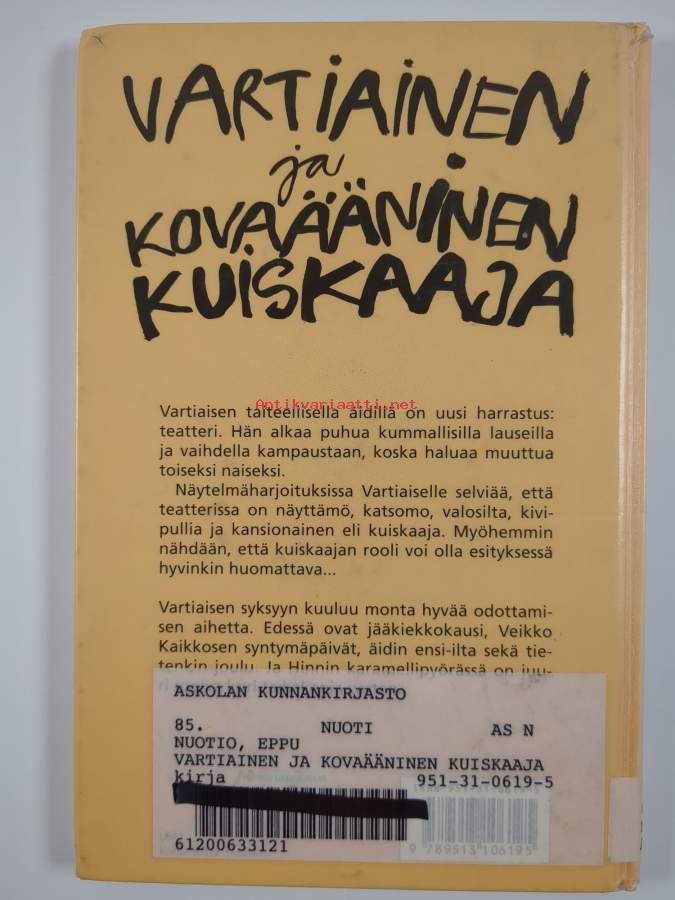 VARTIAINEN
ja
KOVAÄÄNINEN
KUISKAAJA
Antikvariaatti.net
Vartiaisen taiteellisella äidillä on uusi harrastus:
teatteri. Hän alkaa puhua kummallisilla lauseilla
ja vaihdella kampaustaan, koska haluaa muuttua
toiseksi naiseksi.
Näytelmäharjoituksissa Vartiaiselle selviää, että
teatterissa on näyttämö, katsomo, valosilta, kivi-
pullia ja kansionainen eli kuiskaaja. Myöhemmin
nähdään, että kuiskaajan rooli voi olla esityksessä
hyvinkin huomattava...
Vartiaisen syksyyn kuuluu monta hyvää odottami-
sen aihetta. Edessä ovat jääkiekkokausi, Veikko
Kaikkosen syntymäpäivät, äidin ensi-ilta sekä tie-
tenkin joulu. Ja Hinnin karamellipyörässä on juu-
ASKOLAN KUNNANKIRJASTO
85. NUOTI AS N
NUOTIO, EPPU
VARTIAINEN JA KOVAÄÄNINEN KUISKAAJA
kirja 951-31-0619-5
61200633121
9 789513 106195